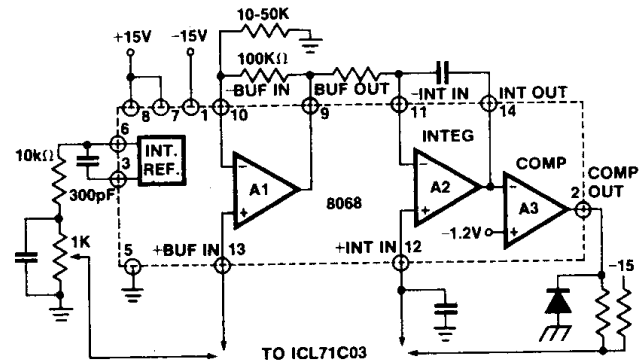 10-50K
+15V
-15V
100KΩ
-BUF IN
BUF OUT
-INT IN
INT OUT
8
7
1
10
9
11
14
6
INT.
REF.
3
10kΩ
300pF
INTEG
COMP
COMP
OUT
2
-
A1
+
-
A2
+
-
A3
+
8068
-1.2V
1K
5
+BUF IN
13
+INT IN
12
-15
TO ICL71C03